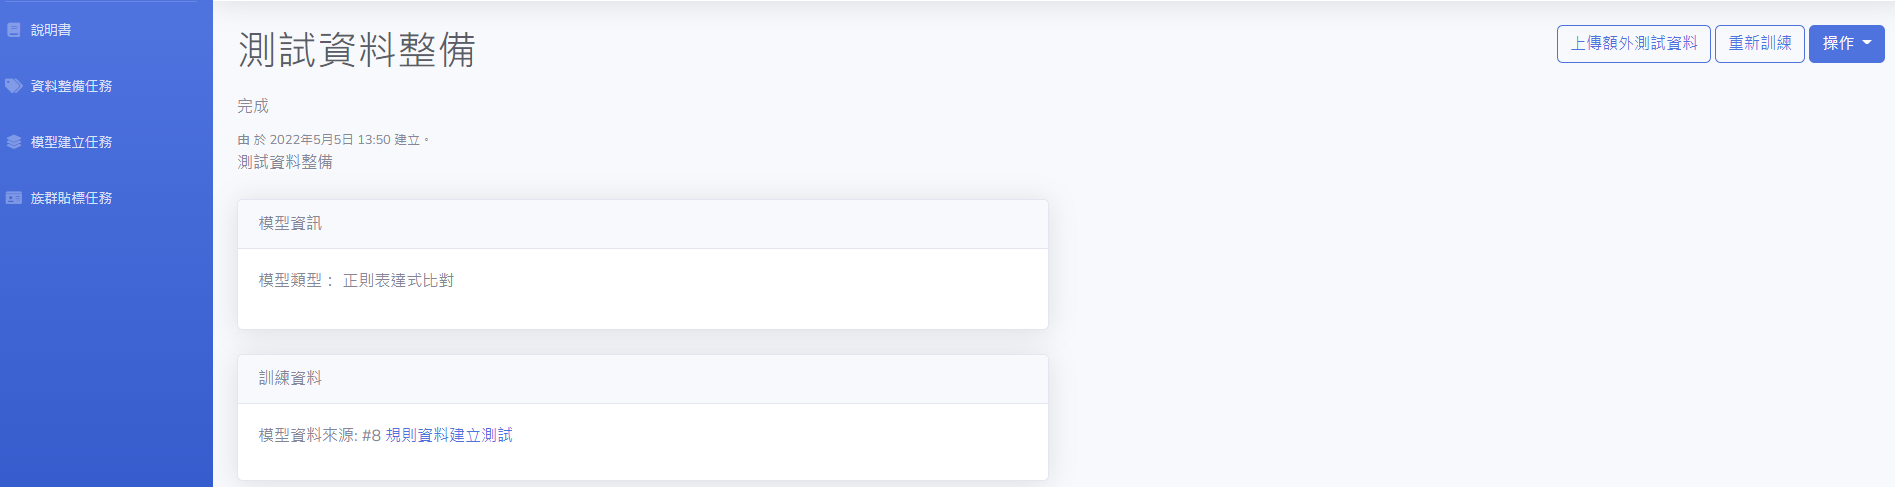 說明書
資料整備任務
模型建立任務
族群貼標任務
測試資料整備
上傳額外測試資料
重新訓練
操作
完成
由 於 2022年5月5日 13:50 建立。
測試資料整備
模型資訊
模型類型： 正則表達式比對
訓練資料
模型資料來源: #8 規則資料建立測試